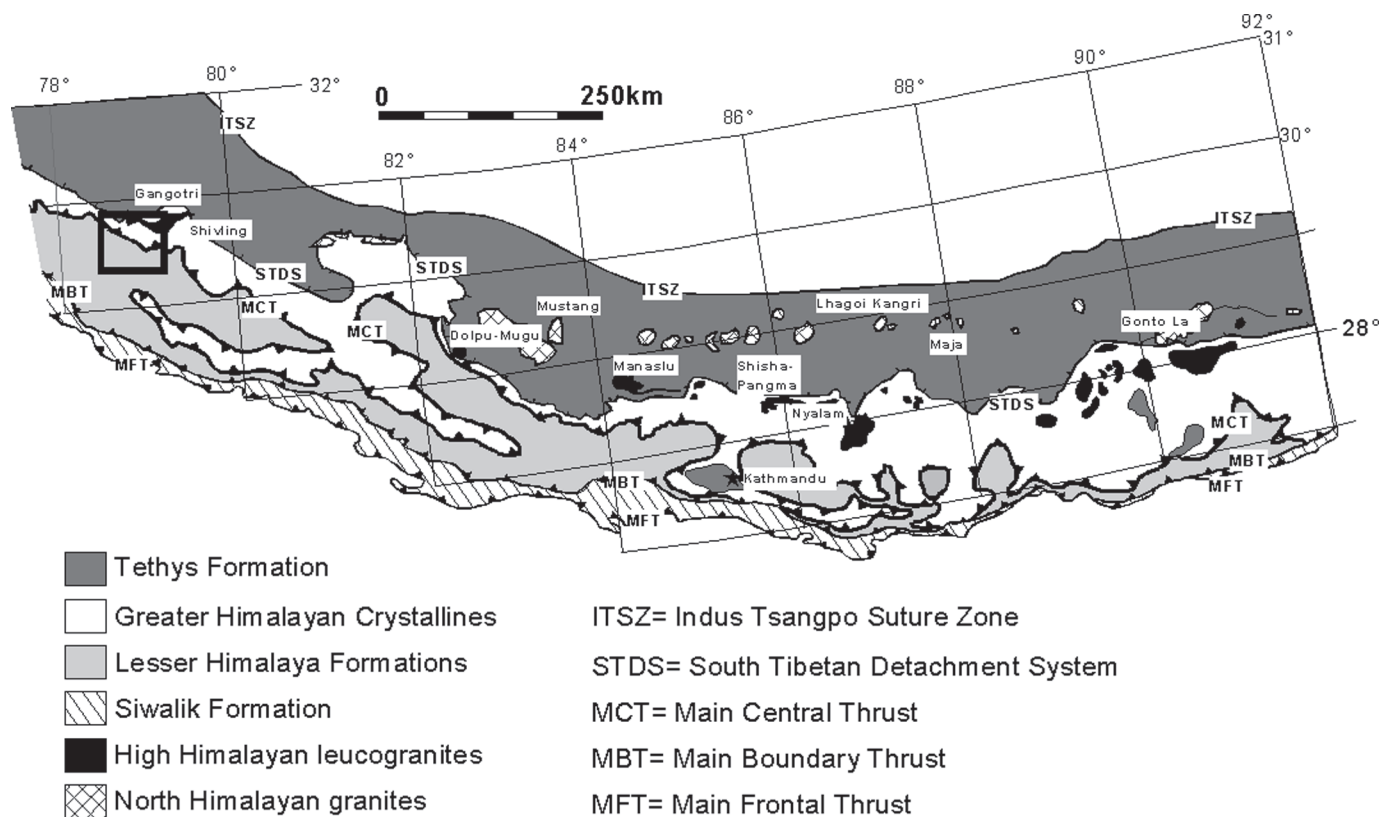 92°
31°
90°
80°
32°
78°
0 250km
88°
86°
84°
82°
ITSZ
30°
Gangotri
Shivling
ITSZ
STDS
STDS
MBT
MCT
ITSZ
Mustang
Lhagoi Kangri
Gonto La
28°
MCT
Dolpu-Mugu
Maja
MFT
Manaslu
Shisha-
Pangma
Nyalam
STDS
MCT
MBT
MFT
MBT
Kathmandu
MFT
Tethys Formation
Greater Himalayan Crystallines
Lesser Himalaya Formations
Siwalik Formation
High Himalayan leucogranites
North Himalayan granites
ITSZ= Indus Tsangpo Suture Zone
STDS= South Tibetan Detachment System
MCT= Main Central Thrust
MBT= Main Boundary Thrust
MFT= Main Frontal Thrust